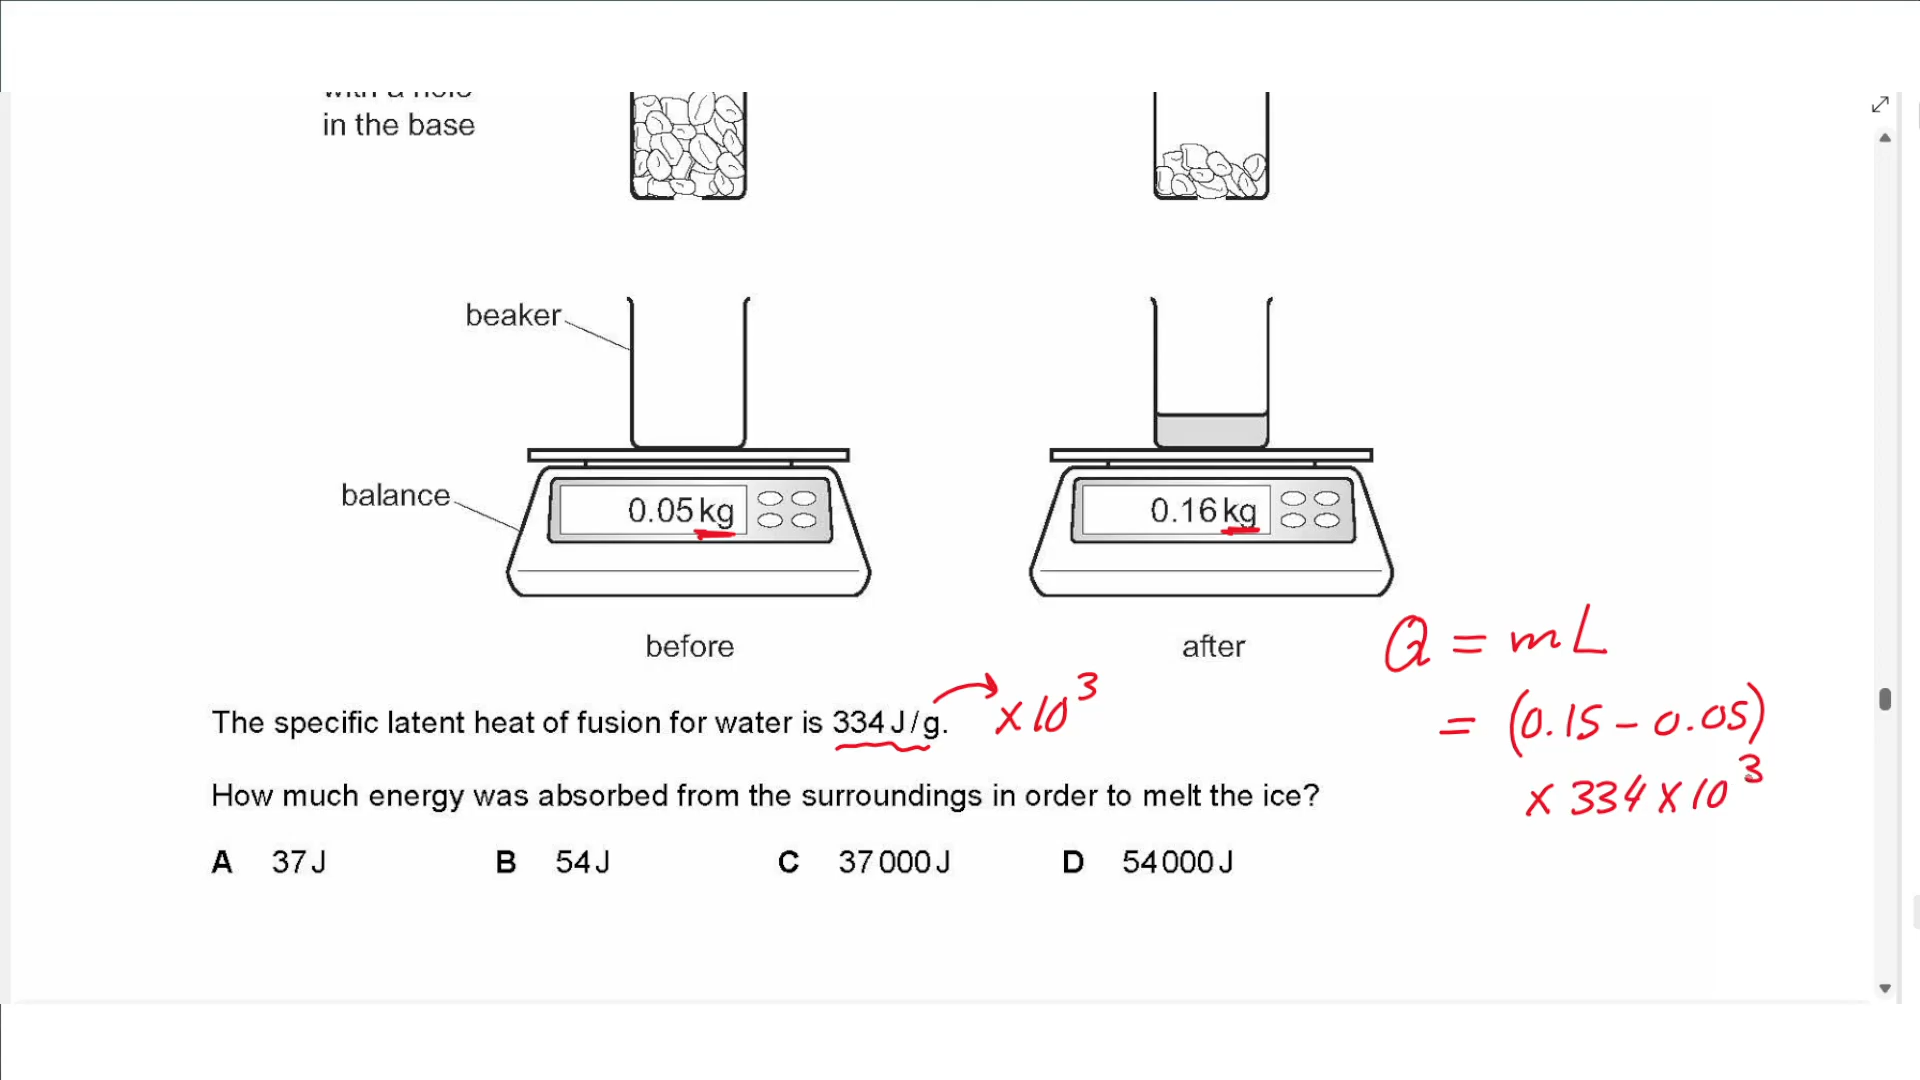 in the base
beaker
balance
0.05 kg
0.16 kg
before
after
Q = mL
= (0.15 - 0.05)
× 334 × 10³
The specific latent heat of fusion for water is 334 J/g.
× 10³
How much energy was absorbed from the surroundings in order to melt the ice?
A 37 J B 54 J C 37 000 J D 54 000 J